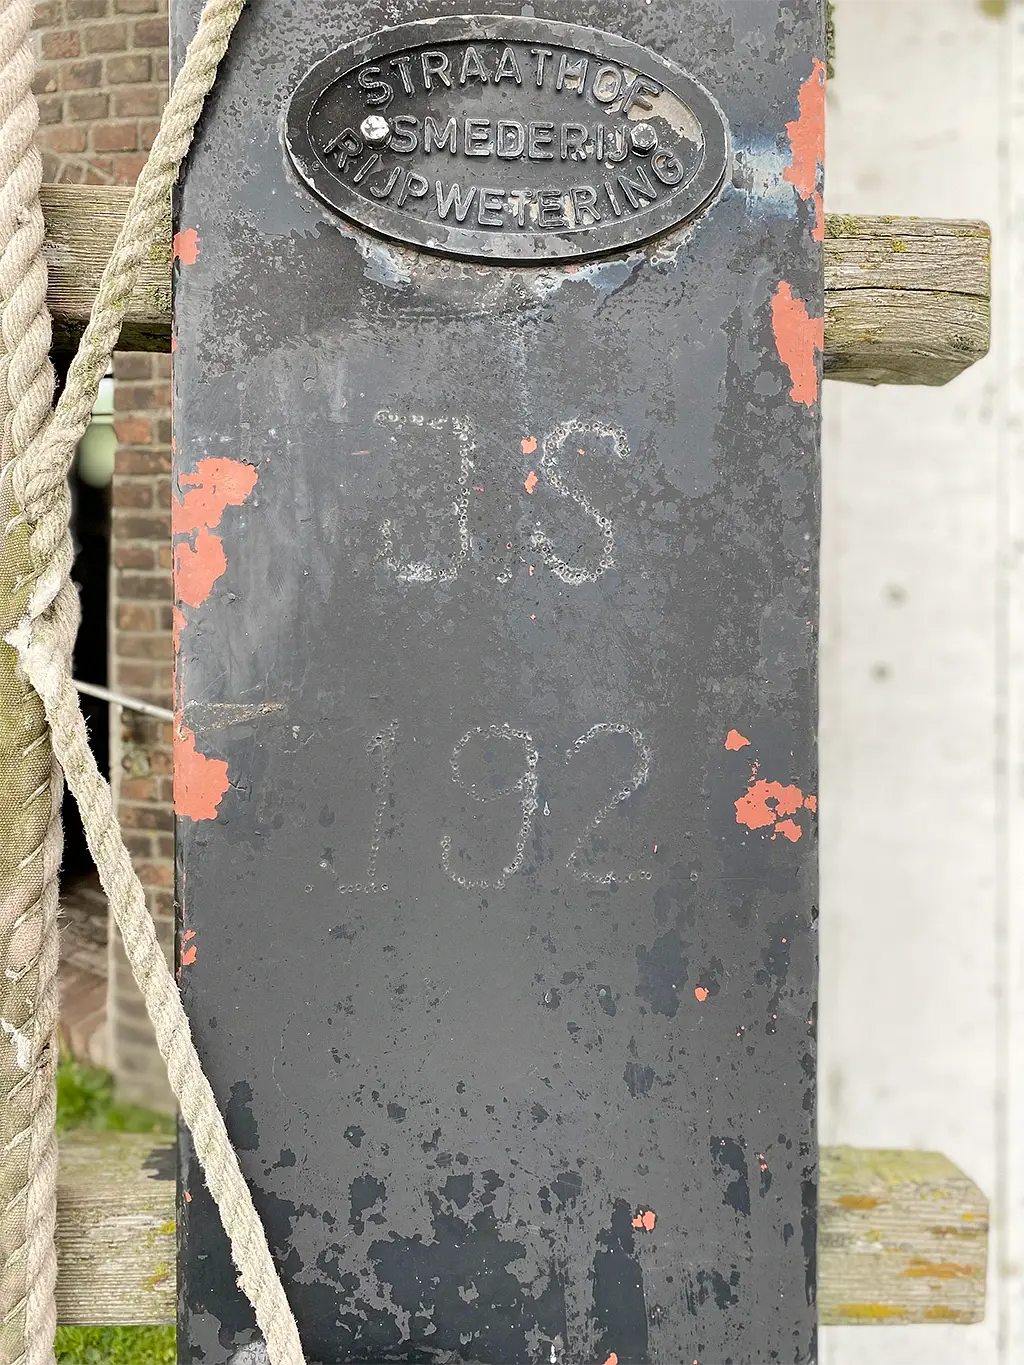 STRAATHOF
SMEDERIJ
RIJPWETERING
JS
192